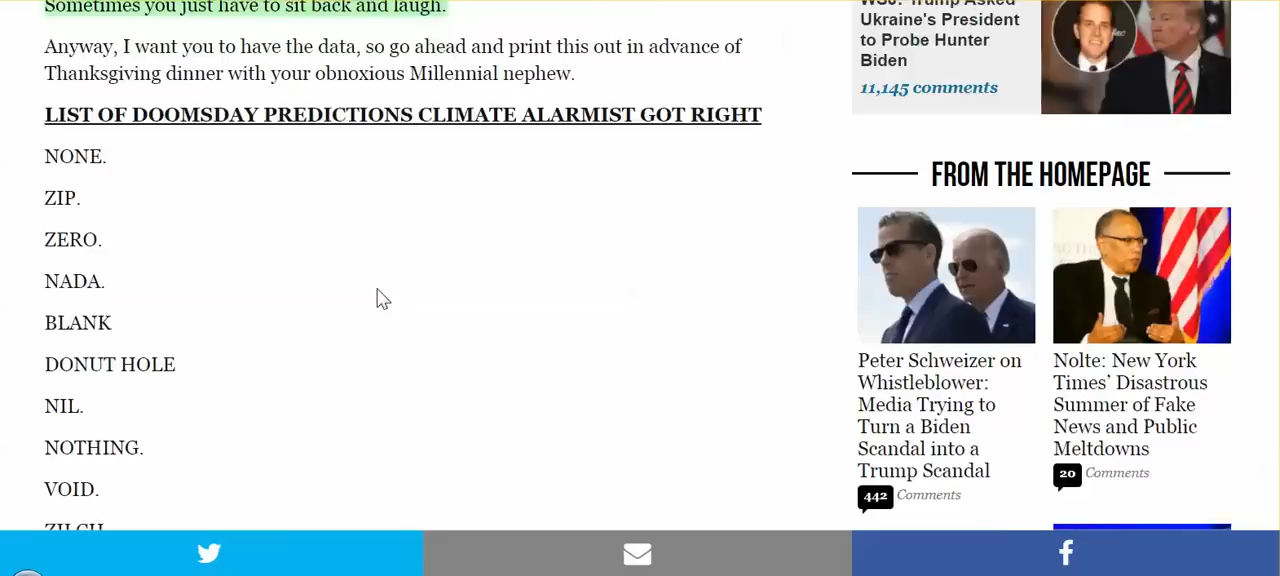 Sometimes you just have to sit back and laugh.
Anyway, I want you to have the data, so go ahead and print this out in advance of
Thanksgiving dinner with your obnoxious Millennial nephew.
LIST OF DOOMSDAY PREDICTIONS CLIMATE ALARMIST GOT RIGHT
NONE.
ZIP.
ZERO.
NADA.
BLANK
DONUT HOLE
NIL.
NOTHING.
VOID.
ZILCH
WSJ: Trump Asked
Ukraine's President
to Probe Hunter
Biden
11,145 comments
FROM THE HOMEPAGE
Peter Schweizer on
Whistleblower:
Media Trying to
Turn a Biden
Scandal into a
Trump Scandal
442 Comments
Nolte: New York
Times’ Disastrous
Summer of Fake
News and Public
Meltdowns
20 Comments